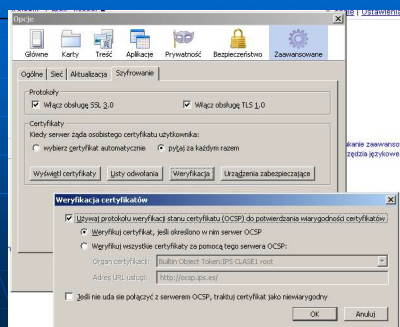 Ustawienia
Opcje
Główne Karty Treść Aplikacje Prywatność Bezpieczeństwo Zaawansowane
Ogólne Sieć Aktualizacja Szyfrowanie
Protokoły
Włącz obsługę SSL 3.0 Włącz obsługę TLS 1.0
Certyfikaty
Kiedy serwer żąda osobistego certyfikatu użytkownika:
wybierz certyfikat automatycznie pytaj za każdym razem
Wyświetl certyfikaty Listy odwołania Weryfikacja Urządzenia zabezpieczające
Weryfikacja certyfikatów
Używaj protokołu weryfikacji stanu certyfikatu (OCSP) do potwierdzania wiarygodności certyfikatów
Weryfikuj certyfikat, jeśli określono w nim serwer OCSP
Weryfikuj wszystkie certyfikaty za pomocą tego serwera OCSP:
Organ certyfikacji: Builtin Object Token:IPS CLASE1 root
Adres URL usługi: http://ocsp.ips.es/
Jeśli nie uda się połączyć z serwerem OCSP, traktuj certyfikat jako niewiarygodny
OK Anuluj